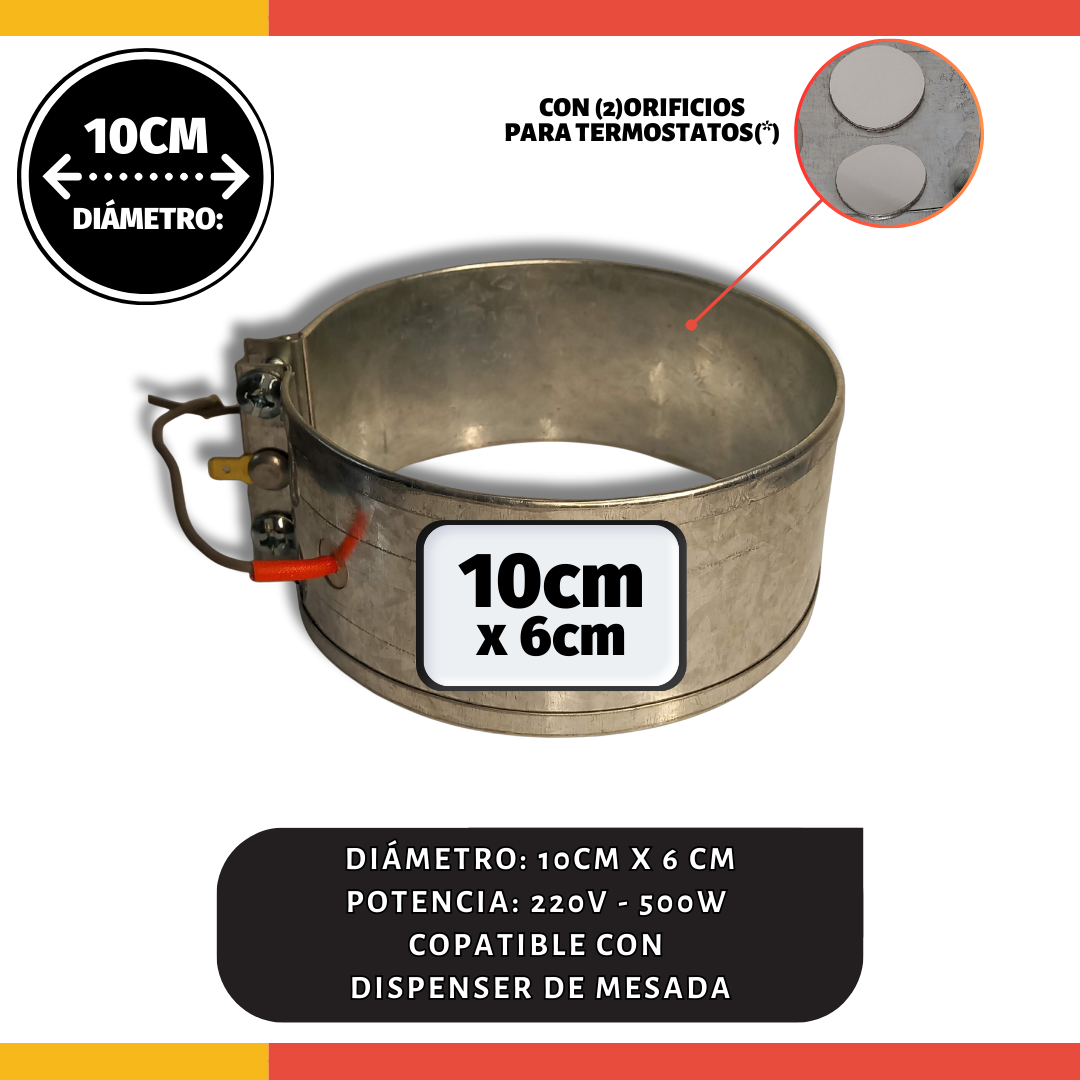 10CM
DIÁMETRO:
CON (2)ORIFICIOS
PARA TERMOSTATOS(*)
10cm
x 6cm
DIÁMETRO: 10CM X 6 CM
POTENCIA: 220V - 500W
COPATIBLE CON
DISPENSER DE MESADA